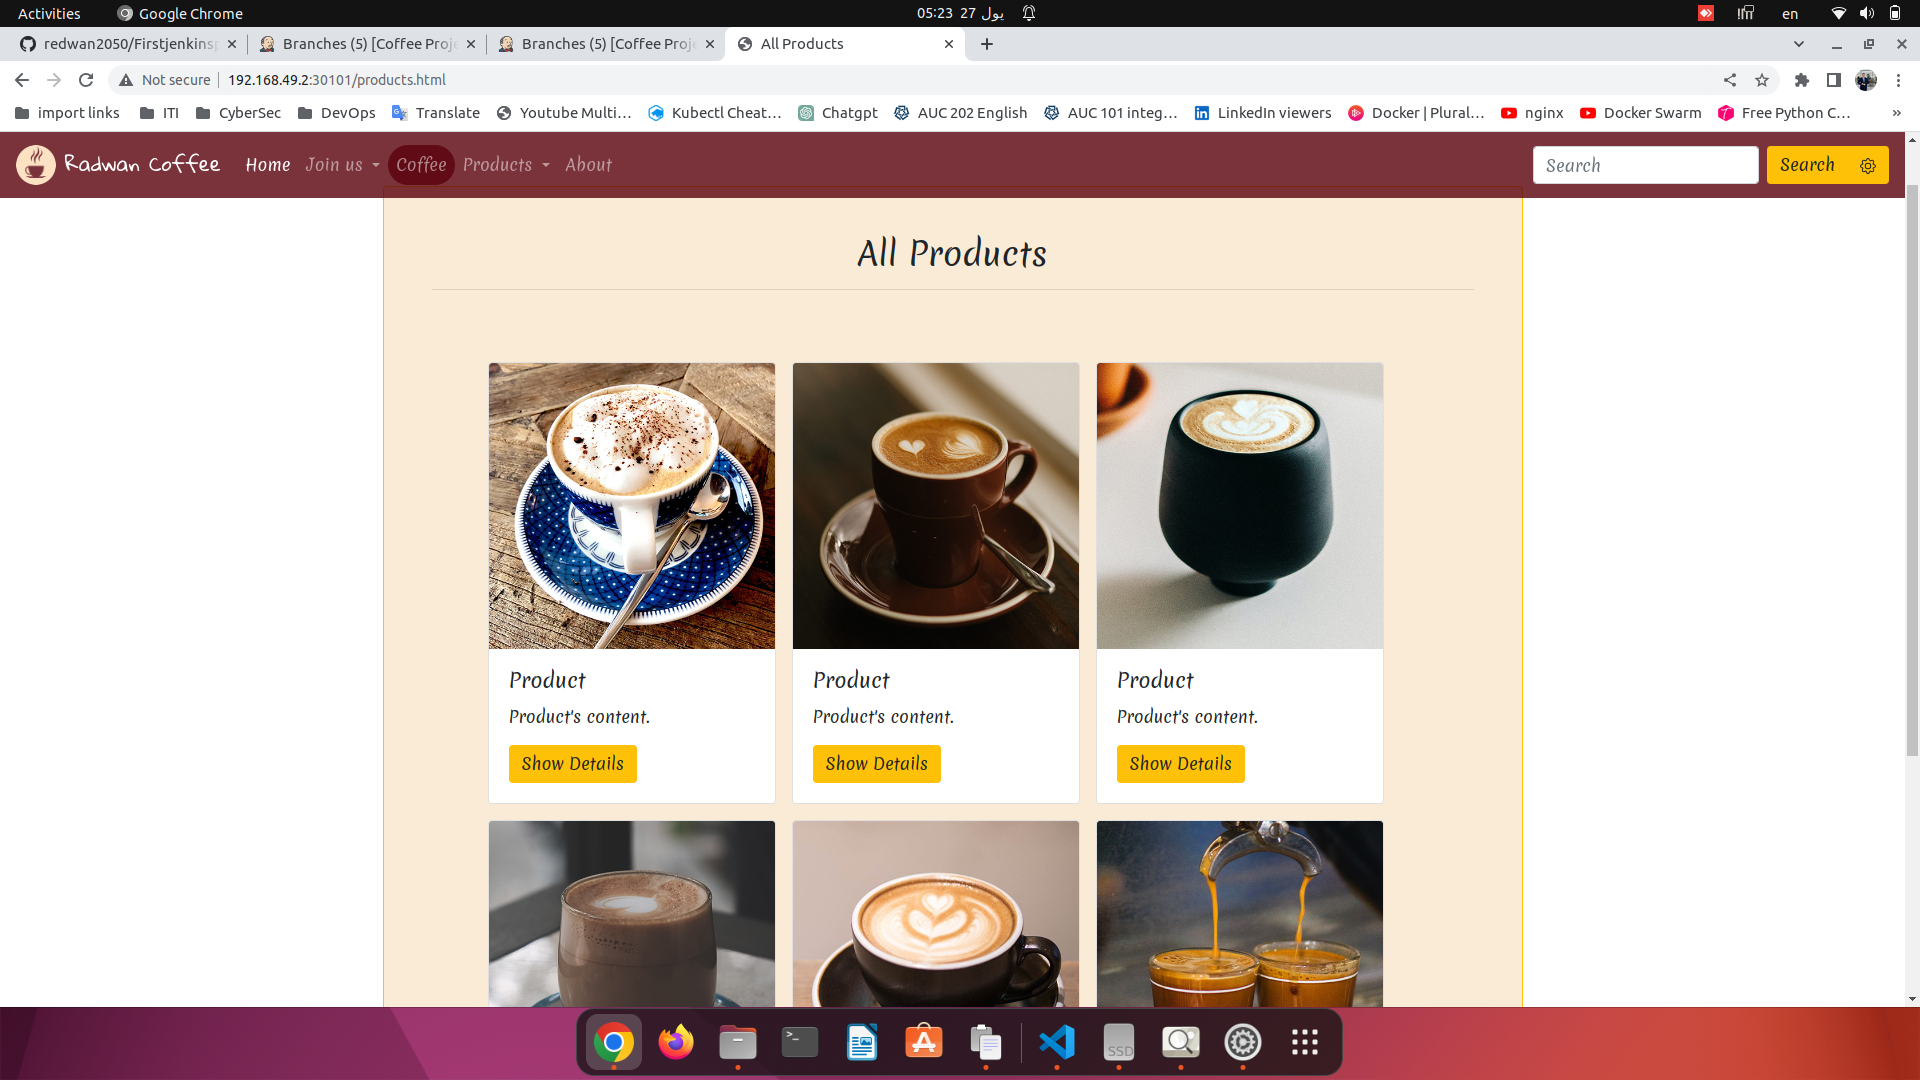 Activities
Google Chrome
05:23 27 يول
en
redwan2050/Firstjenkinsp
Branches (5) [Coffee Proje
Branches (5) [Coffee Proje
All Products
Not secure
192.168.49.2:30101/products.html
import links
ITI
CyberSec
DevOps
Translate
Youtube Multi...
Kubectl Cheat...
Chatgpt
AUC 202 English
AUC 101 integ...
LinkedIn viewers
Docker | Plural...
nginx
Docker Swarm
Free Python C...
»
Radwan Coffee
Home
Join us
Coffee
Products
About
Search
Search
All Products
Product
Product's content.
Show Details
Product
Product's content.
Show Details
Product
Product's content.
Show Details
SSD